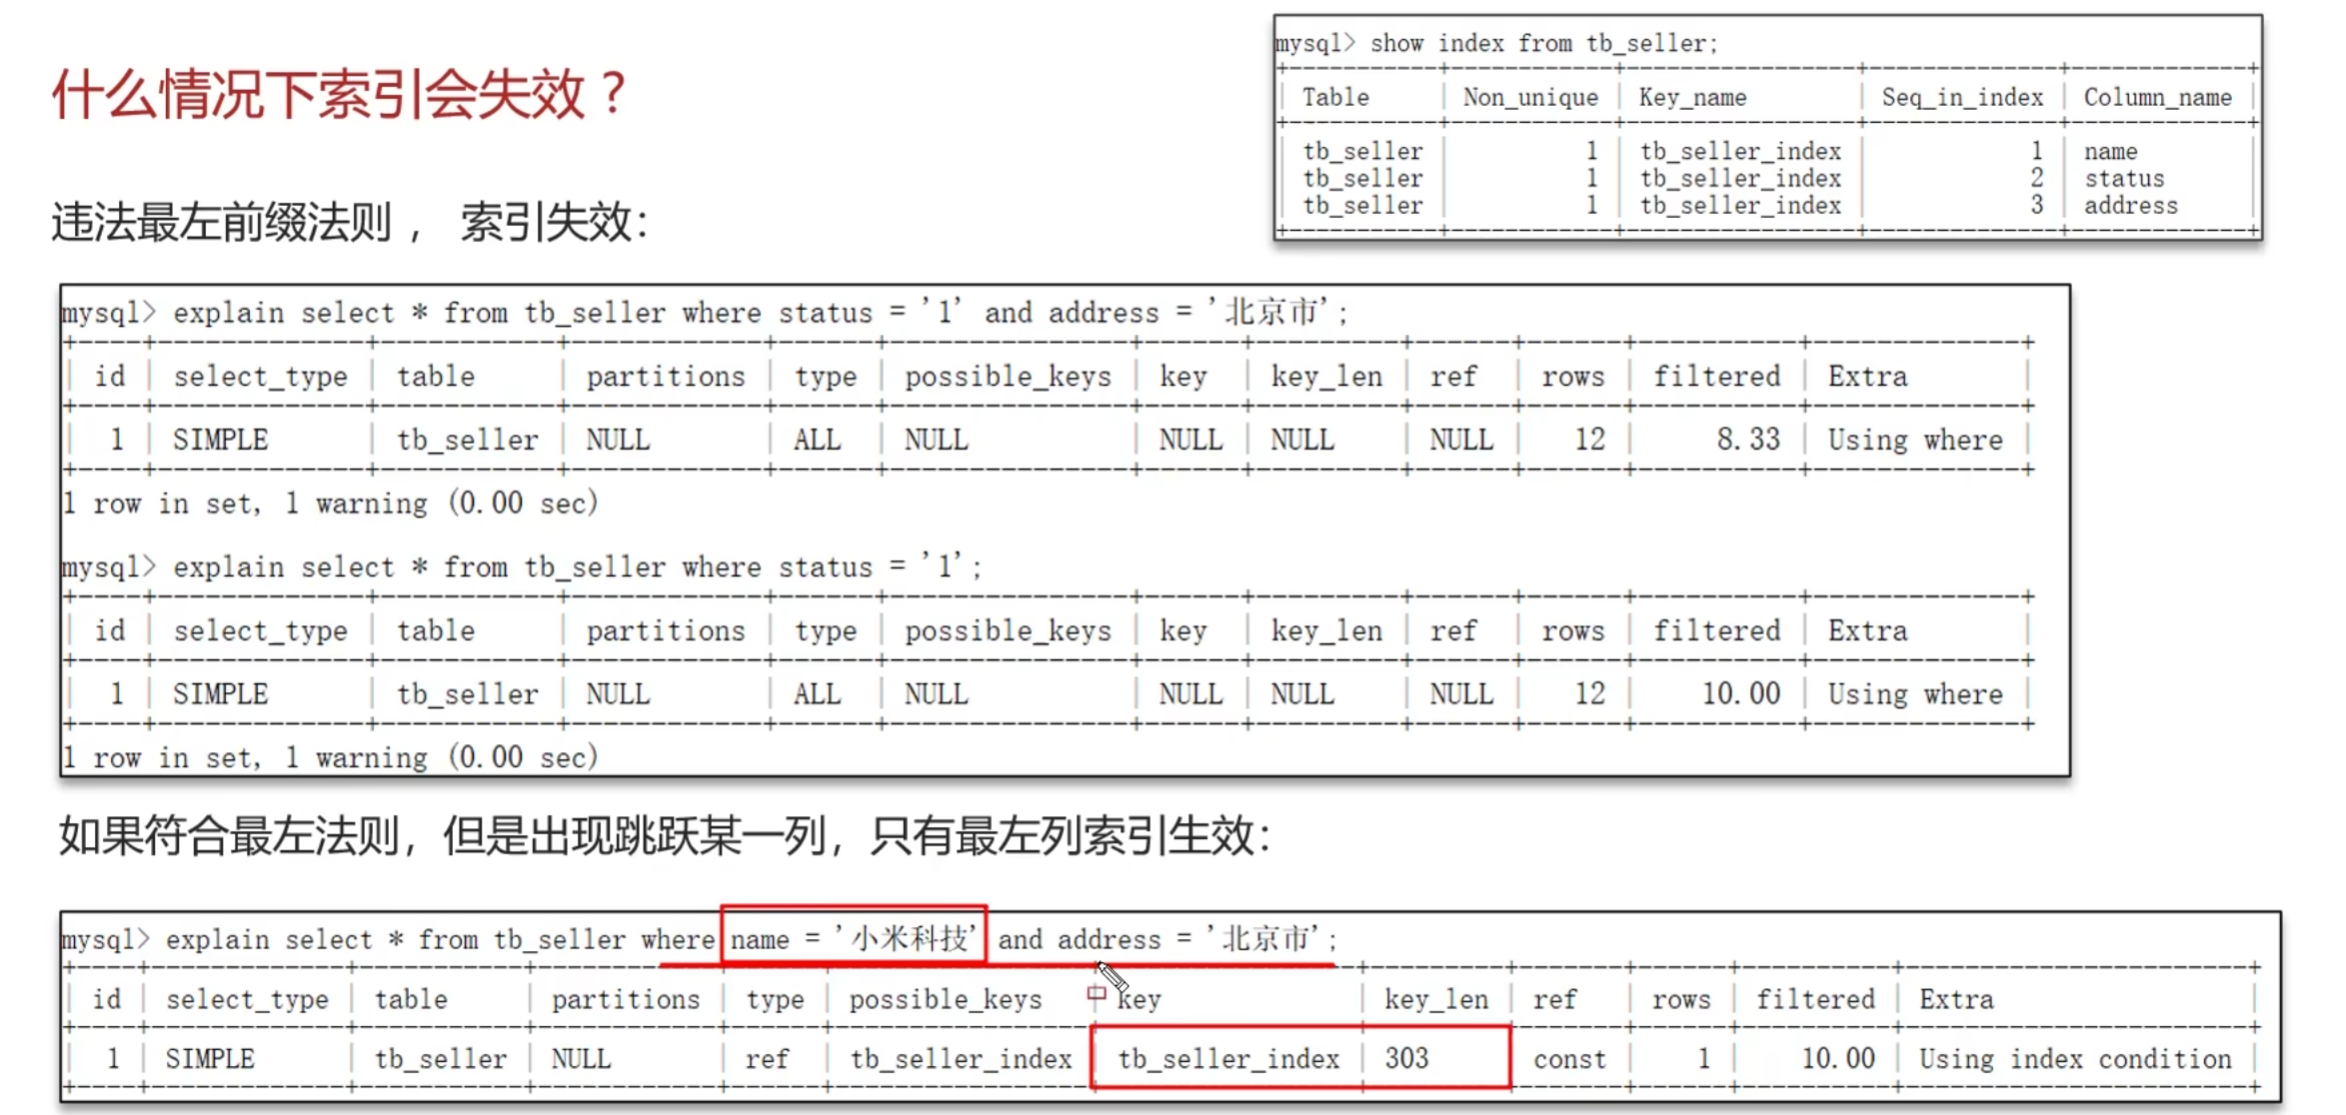 什么情况下索引会失效？
违法最左前缀法则， 索引失效：
mysql> show index from tb_seller;
| Table | Non_unique | Key_name | Seq_in_index | Column_name |
| tb_seller | 1 | tb_seller_index | 1 | name |
| tb_seller | 1 | tb_seller_index | 2 | status |
| tb_seller | 1 | tb_seller_index | 3 | address |
mysql> explain select * from tb_seller where status = '1' and address = '北京市';
| id | select_type | table | partitions | type | possible_keys | key | key_len | ref | rows | filtered | Extra |
| 1 | SIMPLE | tb_seller | NULL | ALL | NULL | NULL | NULL | NULL | 12 | 8.33 | Using where |
1 row in set, 1 warning (0.00 sec)
mysql> explain select * from tb_seller where status = '1';
| id | select_type | table | partitions | type | possible_keys | key | key_len | ref | rows | filtered | Extra |
| 1 | SIMPLE | tb_seller | NULL | ALL | NULL | NULL | NULL | NULL | 12 | 10.00 | Using where |
1 row in set, 1 warning (0.00 sec)
如果符合最左法则，但是出现跳跃某一列，只有最左列索引生效：
mysql> explain select * from tb_seller where name = '小米科技' and address = '北京市';
| id | select_type | table | partitions | type | possible_keys | key | key_len | ref | rows | filtered | Extra |
| 1 | SIMPLE | tb_seller | NULL | ref | tb_seller_index | tb_seller_index | 303 | const | 1 | 10.00 | Using index condition |